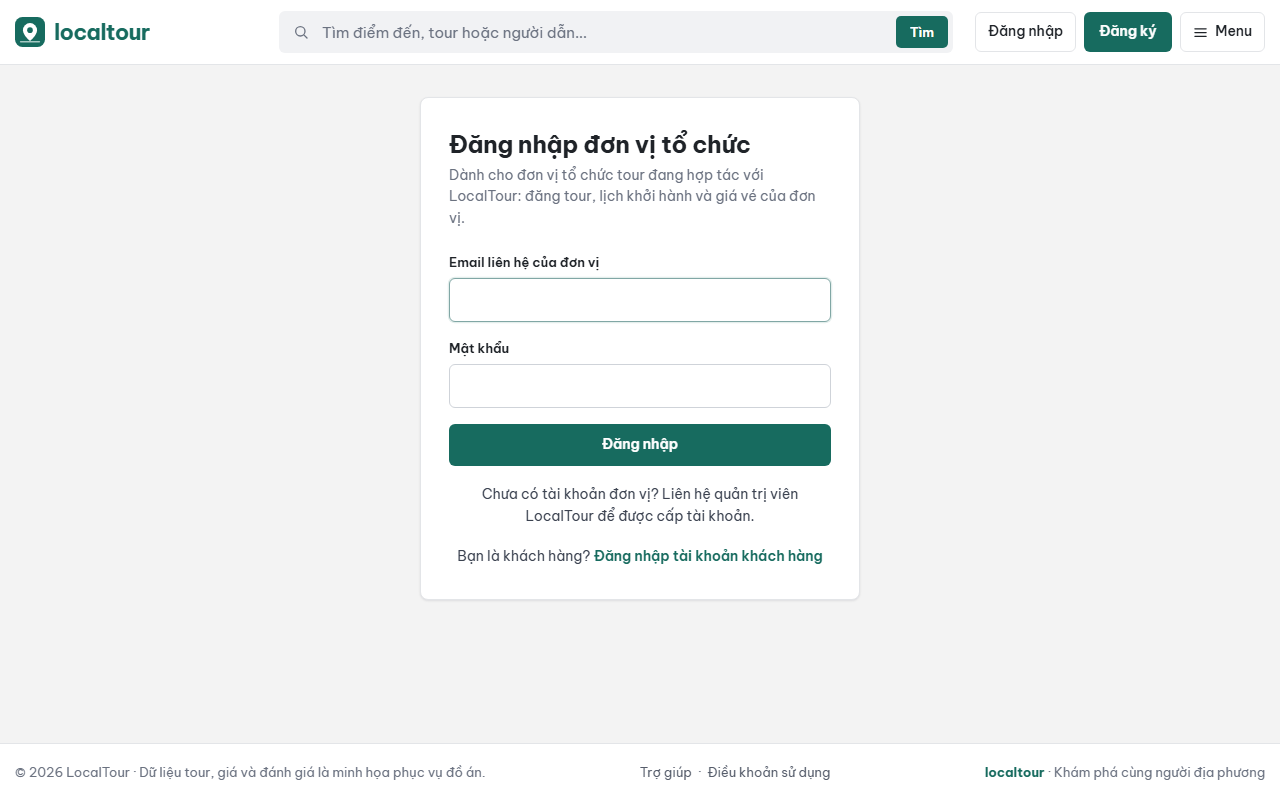 localtour
Tìm điểm đến, tour hoặc người dẫn...
Tìm
Đăng nhập
Đăng ký
Menu
Đăng nhập đơn vị tổ chức
Dành cho đơn vị tổ chức tour đang hợp tác với
LocalTour: đăng tour, lịch khởi hành và giá vé của đơn
vị.
Email liên hệ của đơn vị
Mật khẩu
Đăng nhập
Chưa có tài khoản đơn vị? Liên hệ quản trị viên
LocalTour để được cấp tài khoản.
Bạn là khách hàng? Đăng nhập tài khoản khách hàng
© 2026 LocalTour · Dữ liệu tour, giá và đánh giá là minh họa phục vụ đồ án.
Trợ giúp · Điều khoản sử dụng
localtour · Khám phá cùng người địa phương